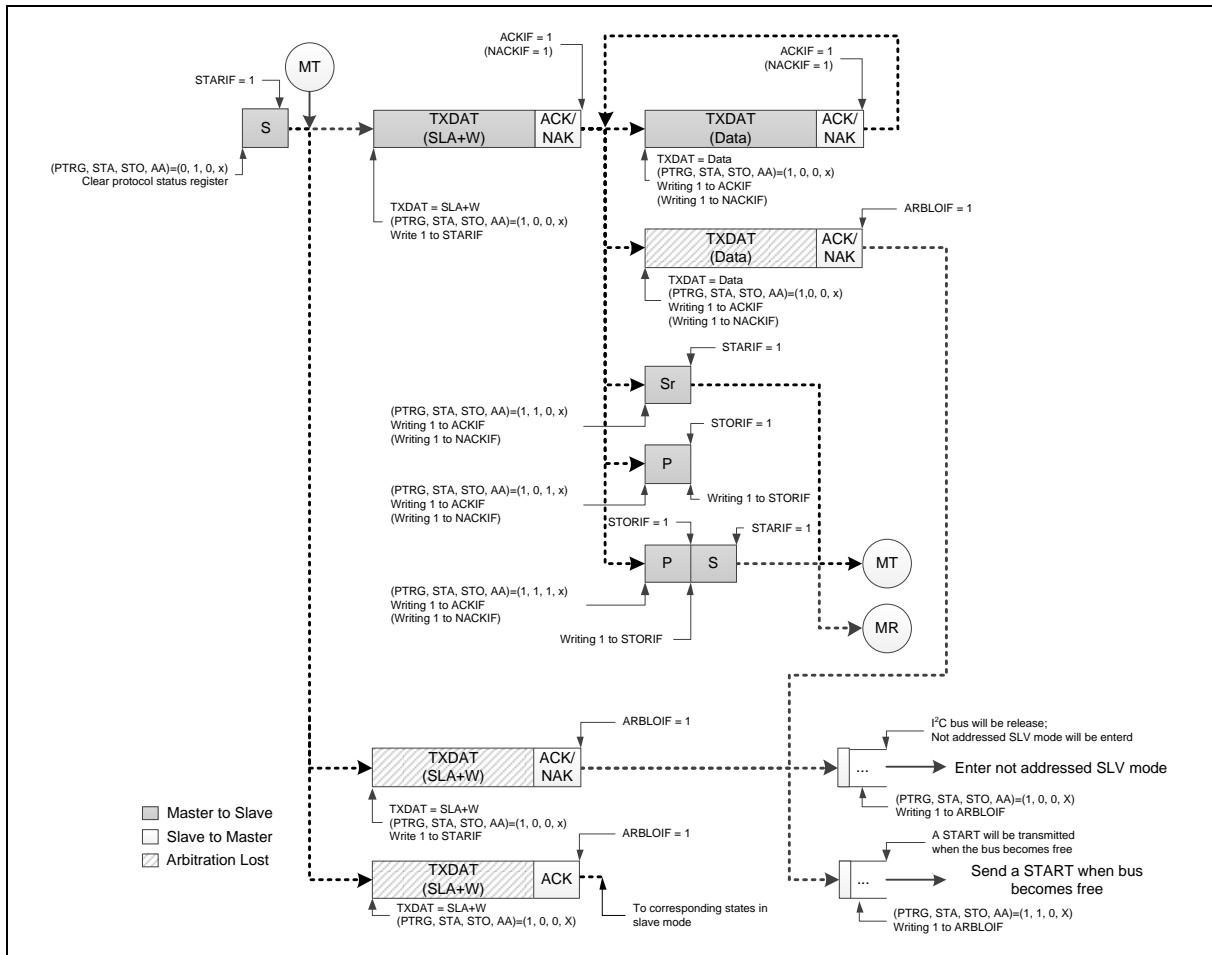 ACKIF = 1
(NACKIF = 1)
ACKIF = 1
(NACKIF = 1)
MT
STARIF = 1
S
TXDAT
(SLA+W)
ACK/
NAK
TXDAT
(Data)
ACK/
NAK
(PTRG, STA, STO, AA)=(0, 1, 0, x)
Clear protocol status register
TXDAT = SLA+W
(PTRG, STA, STO, AA)=(1, 0, 0, x)
Write 1 to STARIF
TXDAT = Data
(PTRG, STA, STO, AA)=(1, 0, 0, x)
Writing 1 to ACKIF
(Writing 1 to NACKIF)
ARBLOIF = 1
TXDAT
(Data)
ACK/
NAK
TXDAT = Data
(PTRG, STA, STO, AA)=(1,0, 0, x)
Writing 1 to ACKIF
(Writing 1 to NACKIF)
STARIF = 1
Sr
(PTRG, STA, STO, AA)=(1, 1, 0, x)
Writing 1 to ACKIF
(Writing 1 to NACKIF)
STORIF = 1
P
(PTRG, STA, STO, AA)=(1, 0, 1, x)
Writing 1 to ACKIF
(Writing 1 to NACKIF)
Writing 1 to STORIF
STORIF = 1
STARIF = 1
P
S
MT
(PTRG, STA, STO, AA)=(1, 1, 1, x)
Writing 1 to ACKIF
(Writing 1 to NACKIF)
Writing 1 to STORIF
MR
ARBLOIF = 1
I²C bus will be release;
Not addressed SLV mode will be enterd
TXDAT
(SLA+W)
ACK/
NAK
...
Enter not addressed SLV mode
TXDAT = SLA+W
(PTRG, STA, STO, AA)=(1, 0, 0, x)
Write 1 to STARIF
(PTRG, STA, STO, AA)=(1, 0, 0, X)
Writing 1 to ARBLOIF
Master to Slave
Slave to Master
Arbitration Lost
ARBLOIF = 1
A START will be transmitted
when the bus becomes free
TXDAT
(SLA+W)
ACK
...
Send a START when bus
becomes free
TXDAT = SLA+W
(PTRG, STA, STO, AA)=(1, 0, 0, X)
To corresponding states in
slave mode
(PTRG, STA, STO, AA)=(1, 1, 0, X)
Writing 1 to ARBLOIF